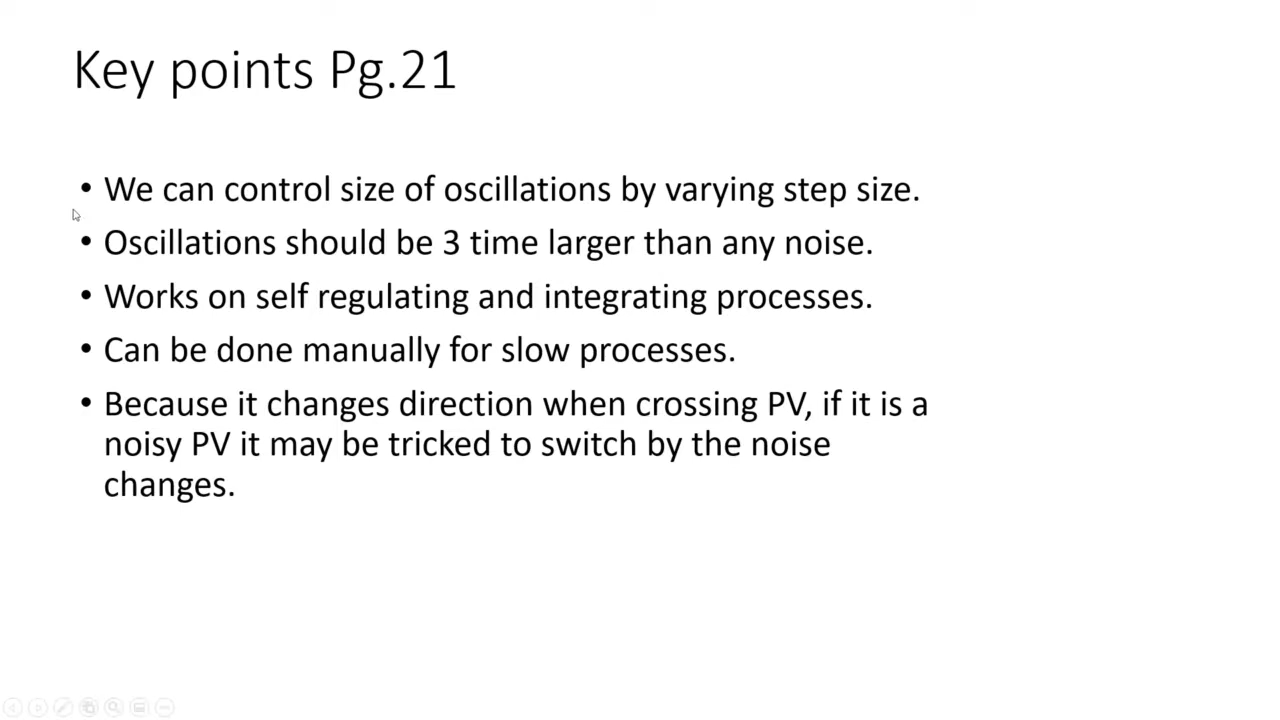 Key points Pg.21
• We can control size of oscillations by varying step size.
• Oscillations should be 3 time larger than any noise.
• Works on self regulating and integrating processes.
• Can be done manually for slow processes.
• Because it changes direction when crossing PV, if it is a
noisy PV it may be tricked to switch by the noise
changes.